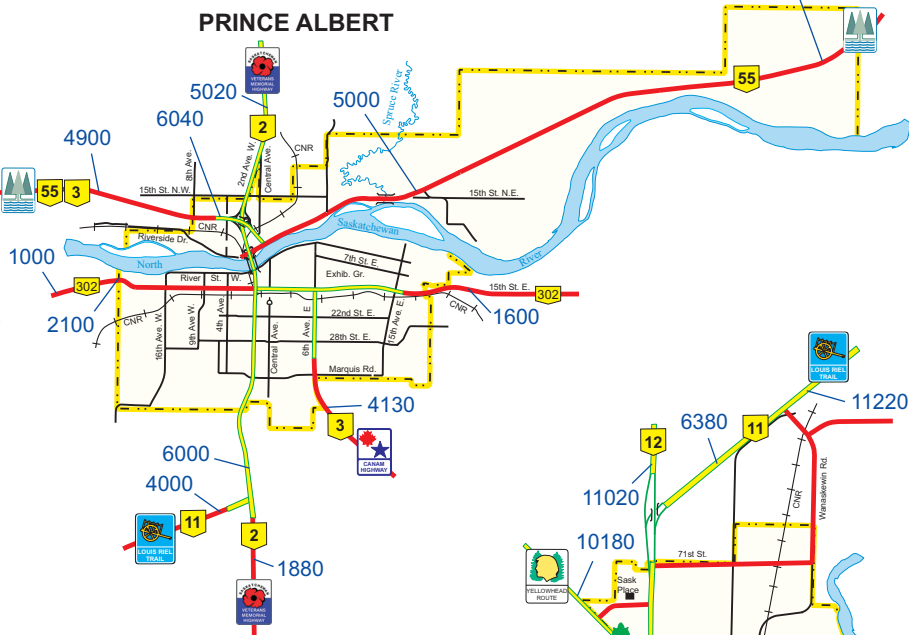 PRINCE ALBERT
SASKATCHEWAN
VETERANS
MEMORIAL
HIGHWAY
5020
2
6040
5000
Spruce River
55
4900
8th Ave.
2nd Ave. W.
Central Ave.
CNR
55
3
15th St. N.W.
15th St. N.E.
CNR
Riverside Dr.
North
Saskatchewan
River
7th St. E.
Exhib. Gr.
River St. W.
1000
302
15th St. E.
302
2100
CNR
CNR
1600
16th Ave. W.
9th Ave W.
4th Ave.
Central Ave.
6th Ave. E
15th Ave. E.
22nd St. E.
28th St. E.
Marquis Rd.
4130
3
CANAM
HIGHWAY
6000
4000
11
LOUIS RIEL
TRAIL
2
1880
SASKATCHEWAN
VETERANS
MEMORIAL
HIGHWAY
LOUIS RIEL
TRAIL
11220
11
6380
12
11020
CNR
Wanaskewin Rd.
10180
71st St.
YELLOWHEAD
ROUTE
Sask
Place